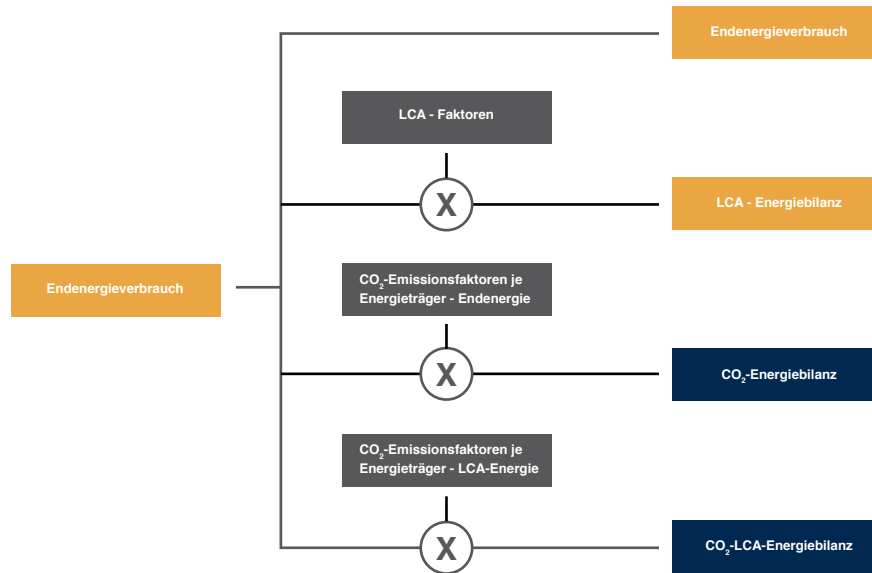 Endenergieverbrauch
LCA - Faktoren
X
LCA - Energiebilanz
Endenergieverbrauch
CO₂-Emissionsfaktoren je
Energieträger - Endenergie
X
CO₂-Energiebilanz
CO₂-Emissionsfaktoren je
Energieträger - LCA-Energie
X
CO₂-LCA-Energiebilanz